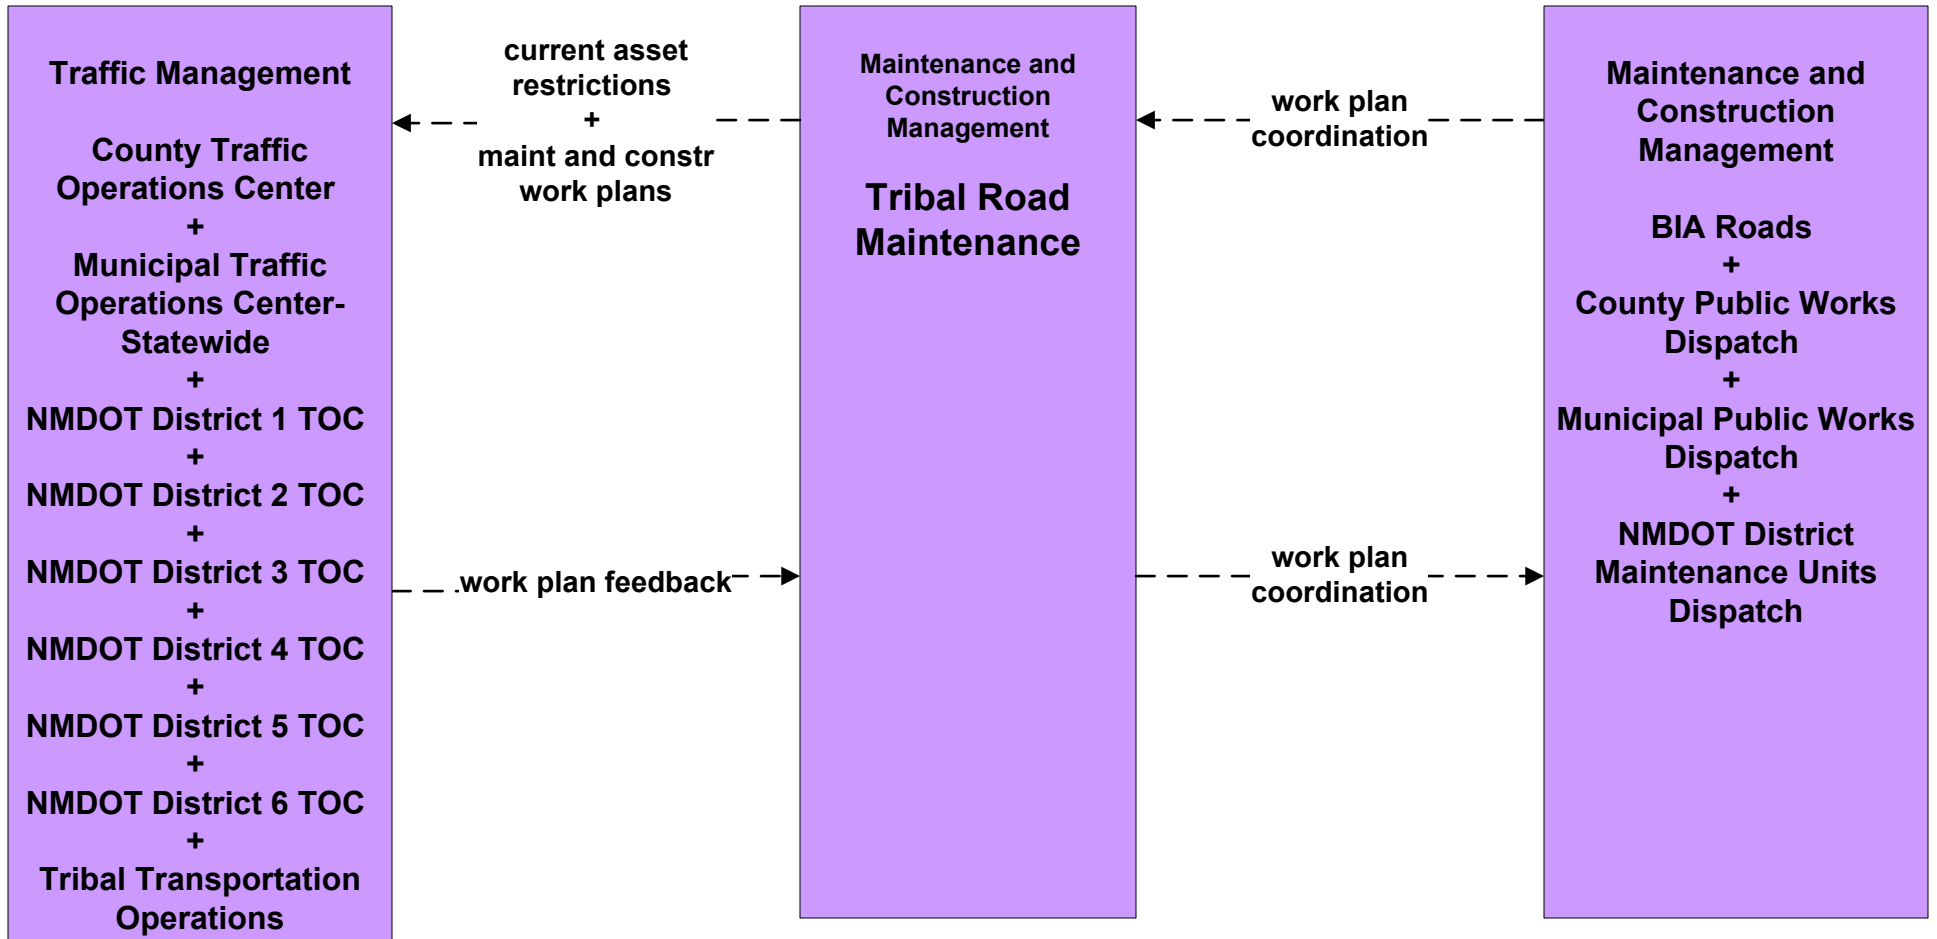 Traffic Management
County Traffic
Operations Center
+
Municipal Traffic
Operations Center-
Statewide
+
NMDOT District 1 TOC
+
NMDOT District 2 TOC
+
NMDOT District 3 TOC
+
NMDOT District 4 TOC
+
NMDOT District 5 TOC
+
NMDOT District 6 TOC
+
Tribal Transportation
Operations
current asset
restrictions
+
maint and constr
work plans
work plan feedback
Maintenance and
Construction
Management
Tribal Road
Maintenance
work plan
coordination
work plan
coordination
Maintenance and
Construction
Management
BIA Roads
+
County Public Works
Dispatch
+
Municipal Public Works
Dispatch
+
NMDOT District
Maintenance Units
Dispatch